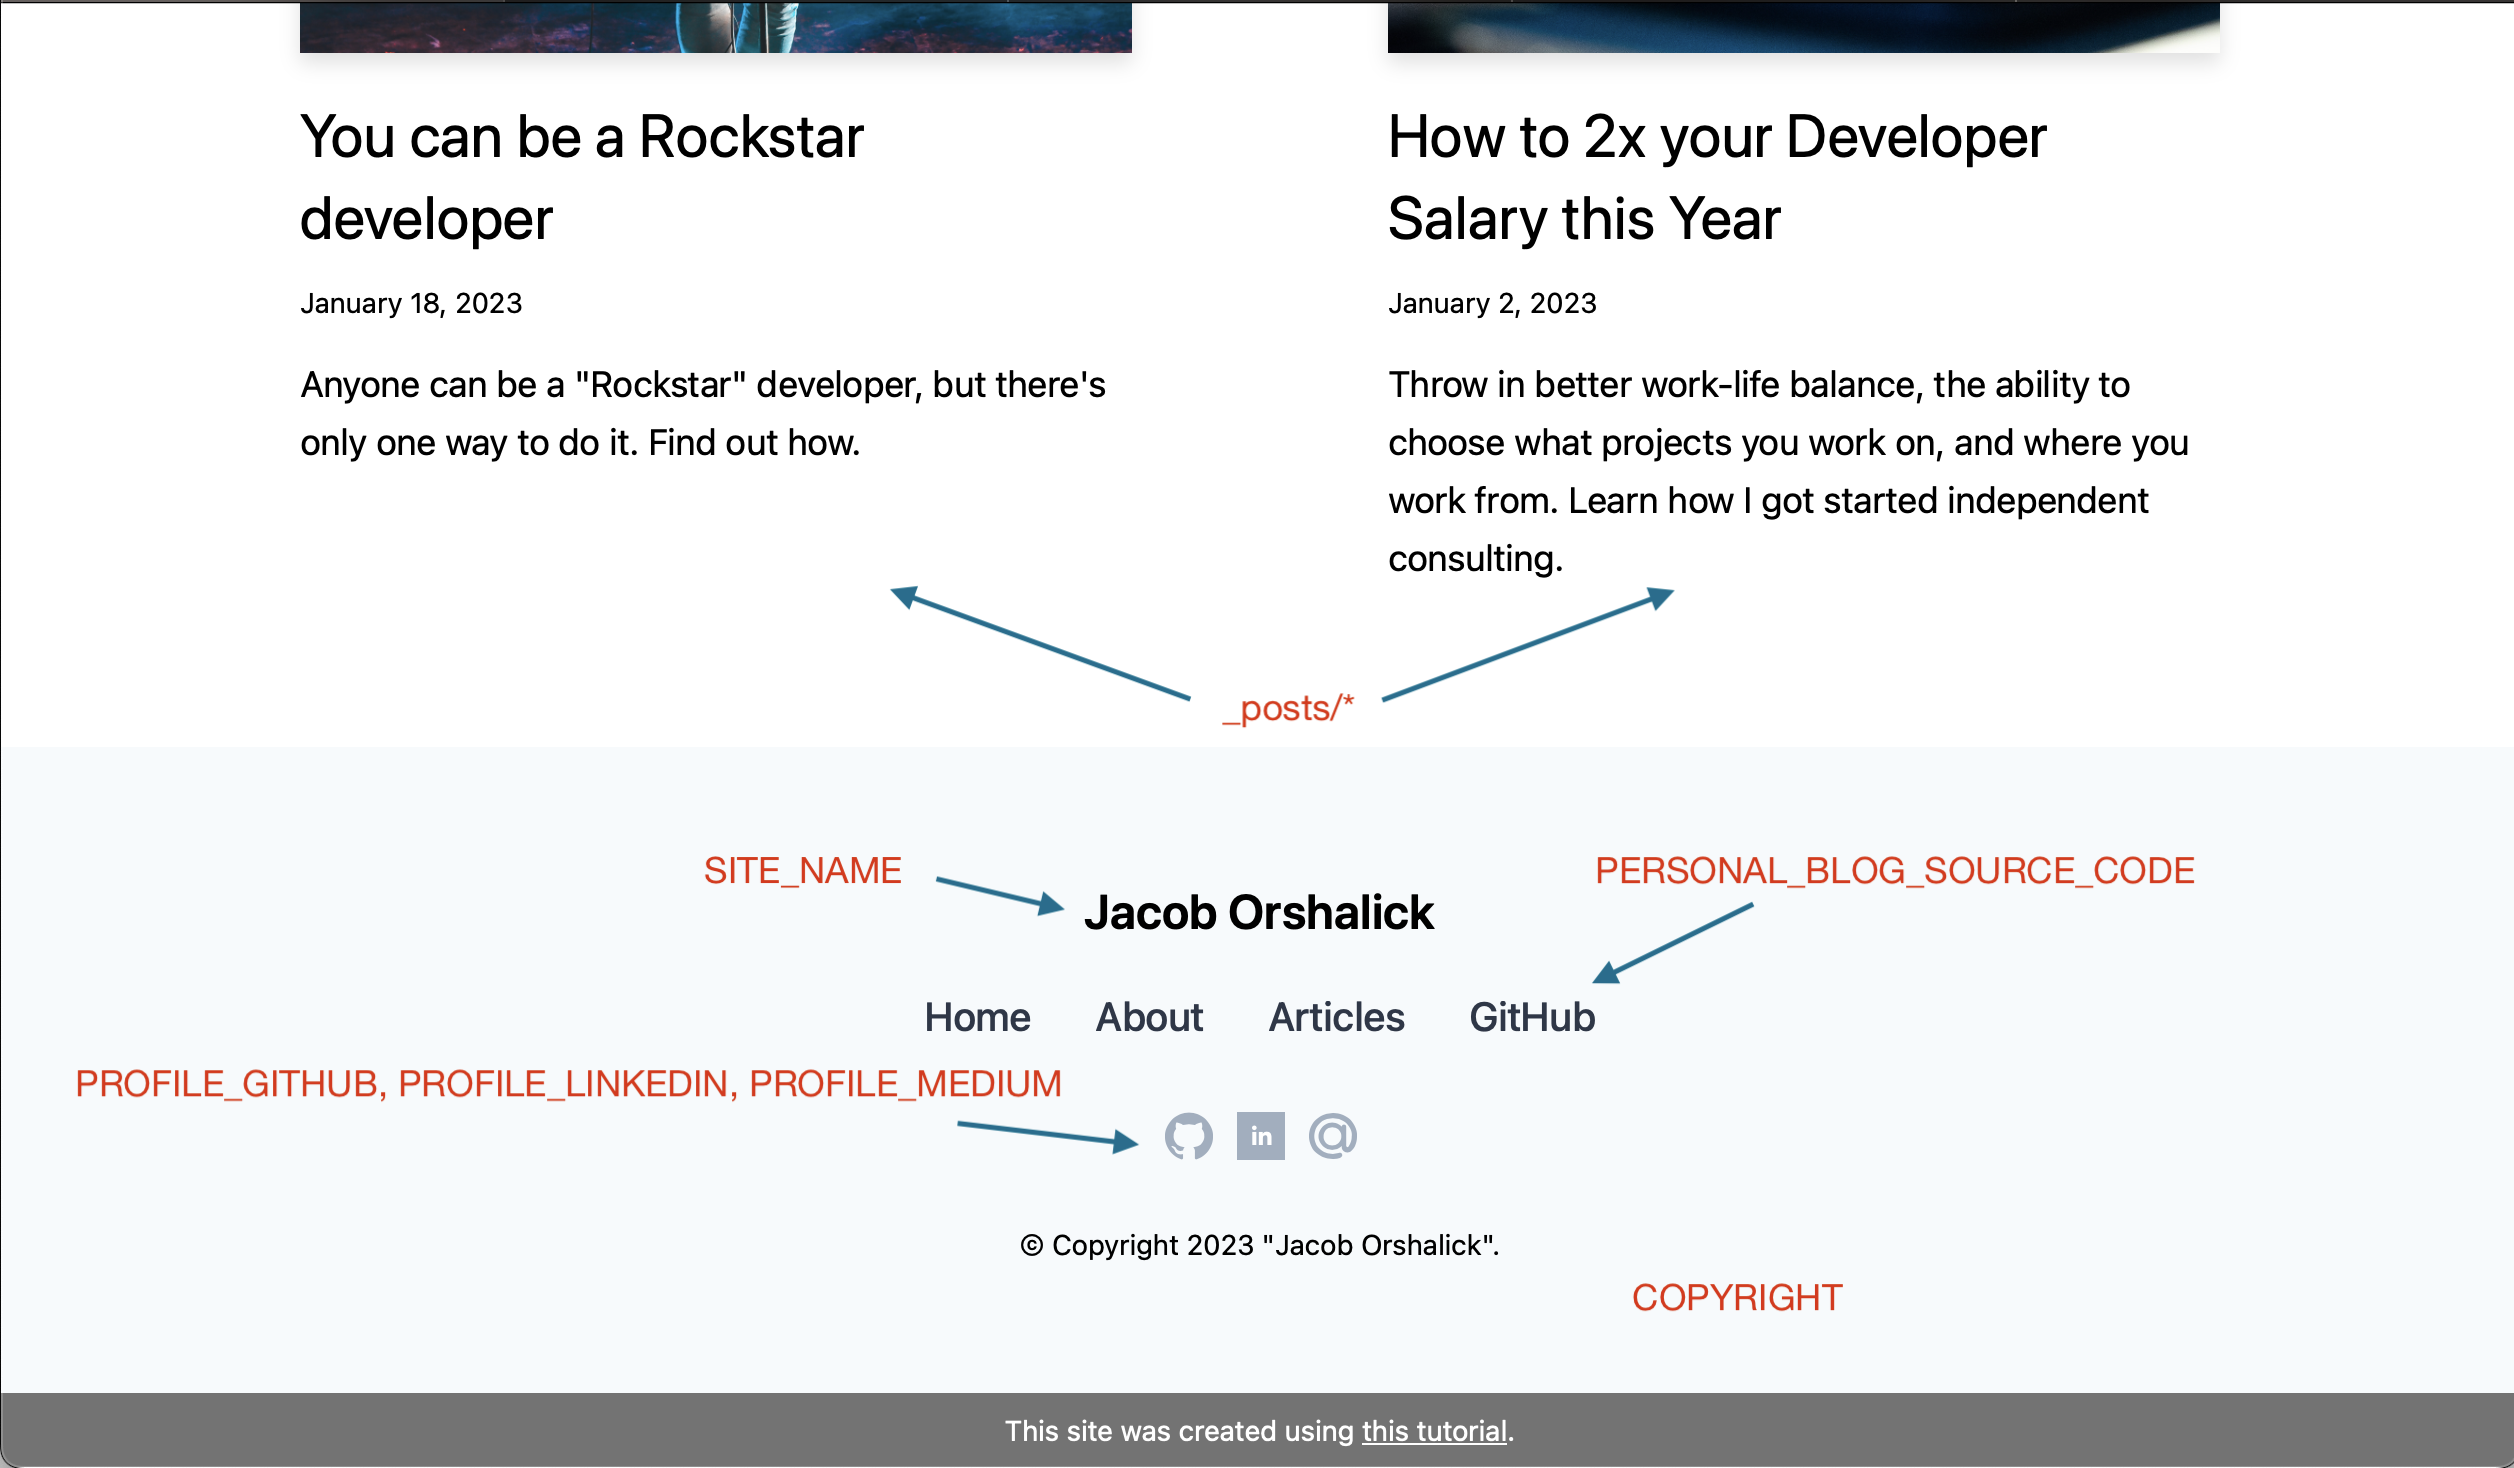 You can be a Rockstar
developer
January 18, 2023
Anyone can be a "Rockstar" developer, but there's
only one way to do it. Find out how.
How to 2x your Developer
Salary this Year
January 2, 2023
Throw in better work-life balance, the ability to
choose what projects you work on, and where you
work from. Learn how I got started independent
consulting.
_posts/*
SITE_NAME
PERSONAL_BLOG_SOURCE_CODE
Jacob Orshalick
Home About Articles GitHub
PROFILE_GITHUB, PROFILE_LINKEDIN, PROFILE_MEDIUM
in @
© Copyright 2023 "Jacob Orshalick".
COPYRIGHT
This site was created using this tutorial.